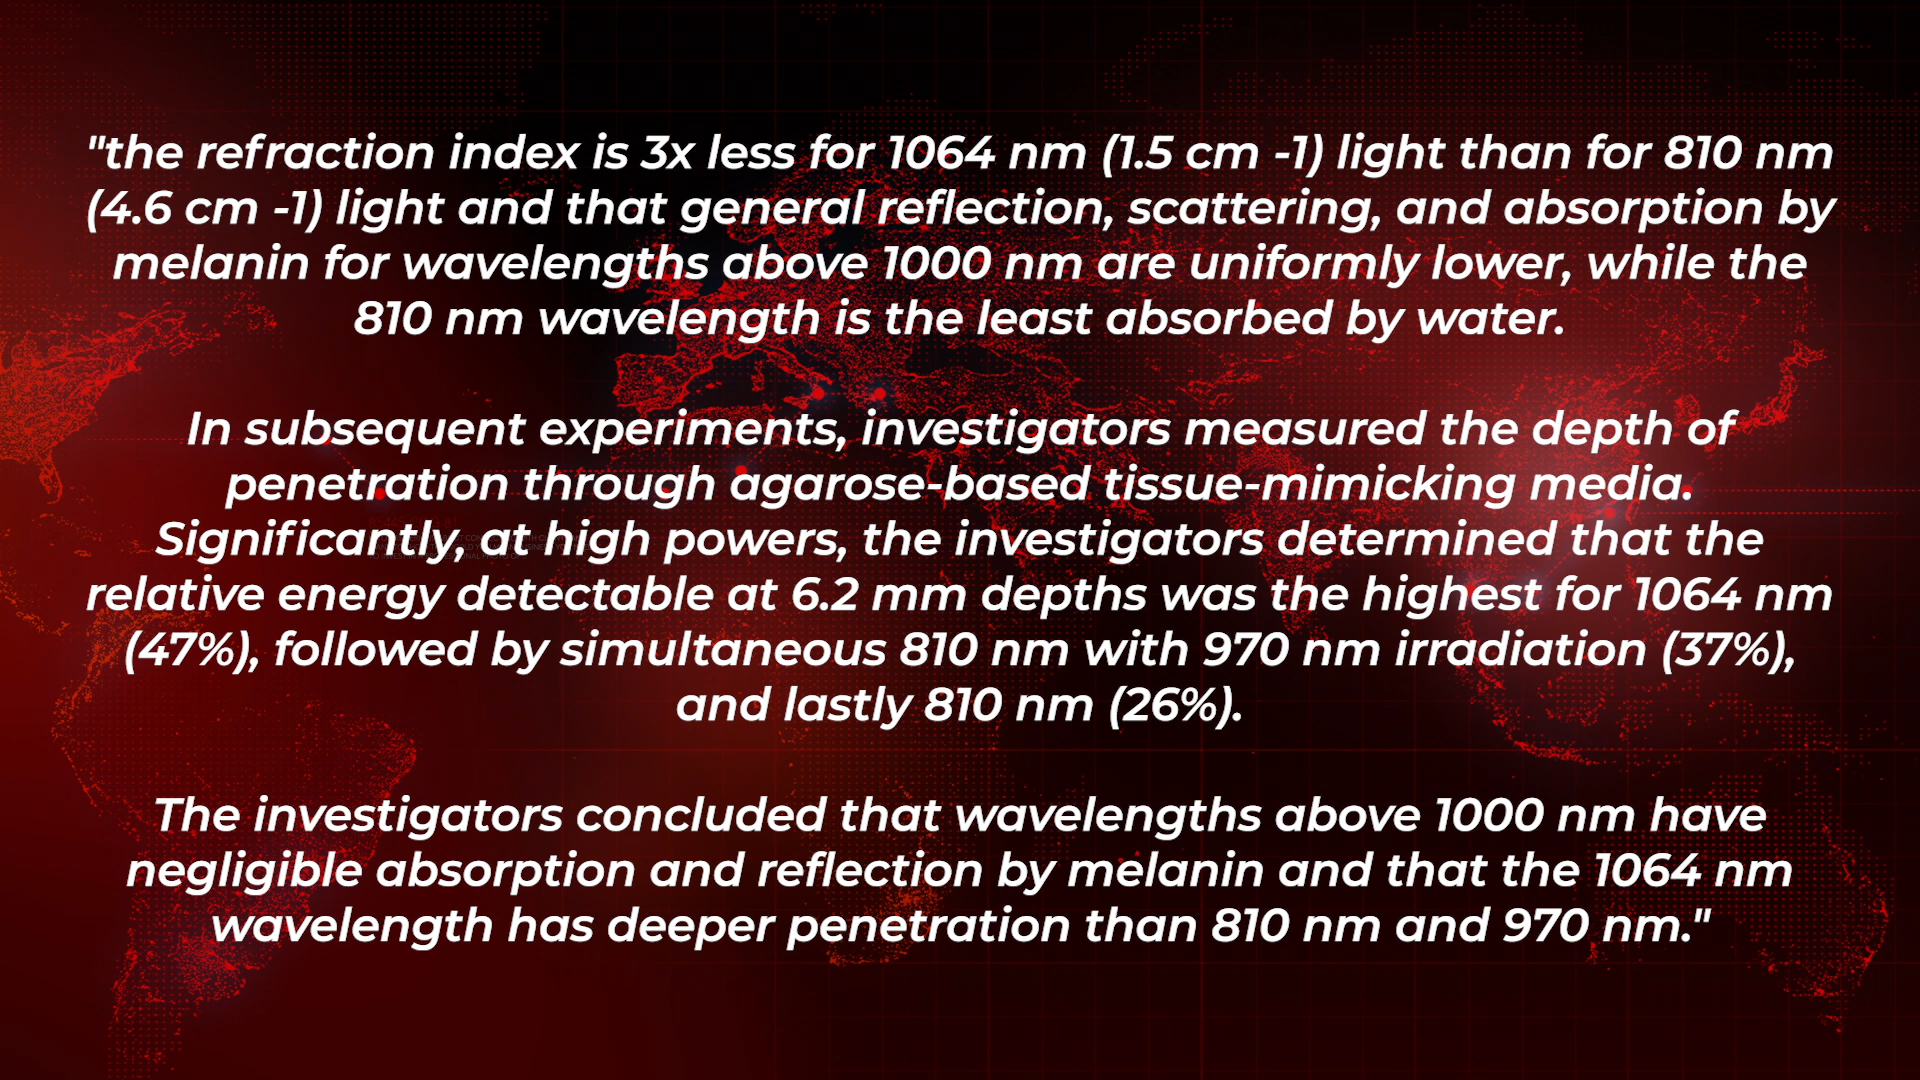 "the refraction index is 3x less for 1064 nm (1.5 cm -1) light than for 810 nm
(4.6 cm -1) light and that general reflection, scattering, and absorption by
melanin for wavelengths above 1000 nm are uniformly lower, while the
810 nm wavelength is the least absorbed by water.
In subsequent experiments, investigators measured the depth of
penetration through agarose-based tissue-mimicking media.
Significantly, at high powers, the investigators determined that the
relative energy detectable at 6.2 mm depths was the highest for 1064 nm
(47%), followed by simultaneous 810 nm with 970 nm irradiation (37%),
and lastly 810 nm (26%).
The investigators concluded that wavelengths above 1000 nm have
negligible absorption and reflection by melanin and that the 1064 nm
wavelength has deeper penetration than 810 nm and 970 nm."